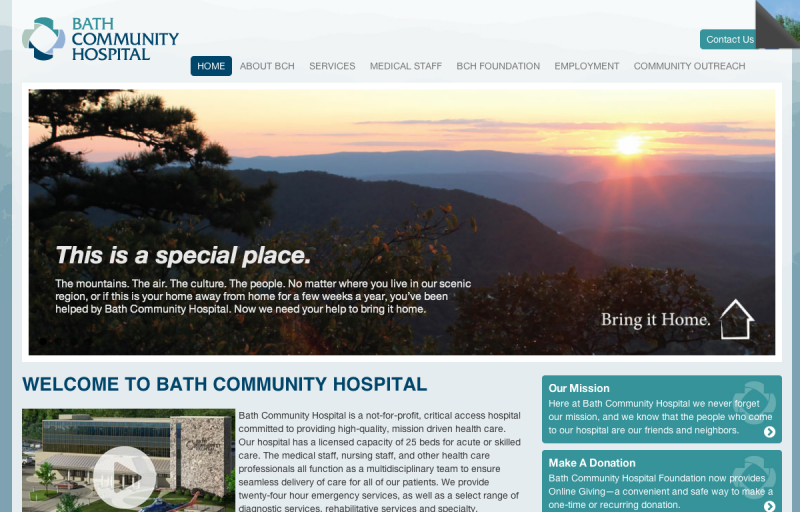 BATH
COMMUNITY
HOSPITAL
Contact Us
HOME ABOUT BCH SERVICES MEDICAL STAFF BCH FOUNDATION EMPLOYMENT COMMUNITY OUTREACH
This is a special place.
The mountains. The air. The culture. The people. No matter where you live in our scenic
region, or if this is your home away from home for a few weeks a year, you've been
helped by Bath Community Hospital. Now we need your help to bring it home.
Bring it Home.
WELCOME TO BATH COMMUNITY HOSPITAL
Bath Community Hospital is a not-for-profit, critical access hospital
committed to providing high-quality, mission driven health care.
Our hospital has a licensed capacity of 25 beds for acute or skilled
care. The medical staff, nursing staff, and other health care
professionals all function as a multidisciplinary team to ensure
seamless delivery of care for all of our patients. We provide
twenty-four hour emergency services, as well as a select range of
diagnostic services, rehabilitative services and specialty.
Our Mission
Here at Bath Community Hospital we never forget
our mission, and we know that the people who come
to our hospital are our friends and neighbors.
Make A Donation
Bath Community Hospital Foundation now provides
Online Giving—a convenient and safe way to make a
one-time or recurring donation.